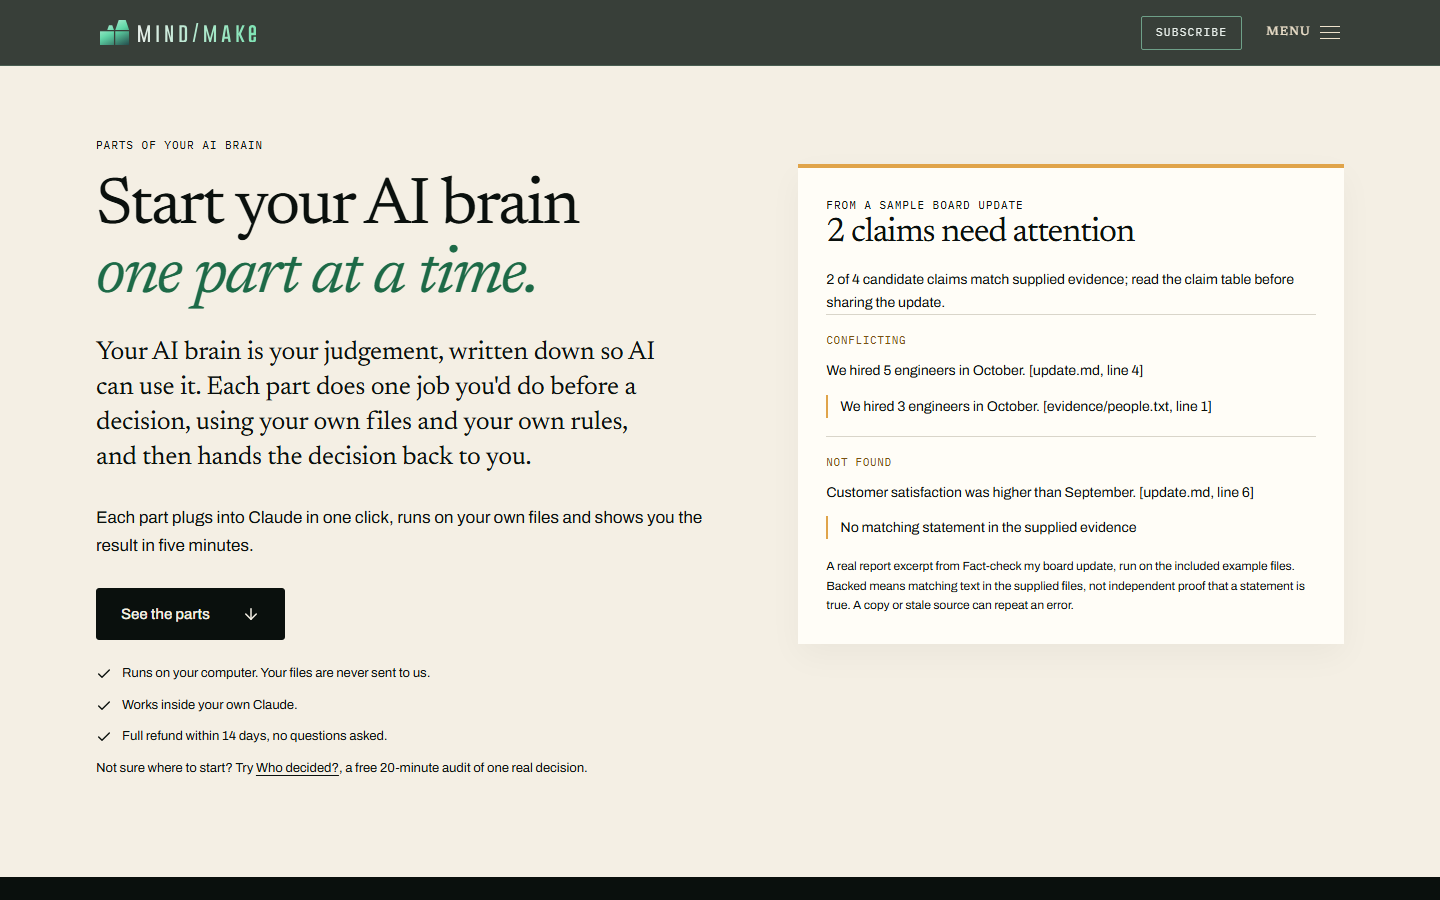 MIND/MAKE
SUBSCRIBE
MENU
PARTS OF YOUR AI BRAIN
Start your AI brain
one part at a time.
Your AI brain is your judgement, written down so AI
can use it. Each part does one job you'd do before a
decision, using your own files and your own rules,
and then hands the decision back to you.
Each part plugs into Claude in one click, runs on your own files and shows you the
result in five minutes.
See the parts
Runs on your computer. Your files are never sent to us.
Works inside your own Claude.
Full refund within 14 days, no questions asked.
Not sure where to start? Try Who decided?, a free 20-minute audit of one real decision.
FROM A SAMPLE BOARD UPDATE
2 claims need attention
2 of 4 candidate claims match supplied evidence; read the claim table before
sharing the update.
CONFLICTING
We hired 5 engineers in October. [update.md, line 4]
We hired 3 engineers in October. [evidence/people.txt, line 1]
NOT FOUND
Customer satisfaction was higher than September. [update.md, line 6]
No matching statement in the supplied evidence
A real report excerpt from Fact-check my board update, run on the included example files.
Backed means matching text in the supplied files, not independent proof that a statement is
true. A copy or stale source can repeat an error.